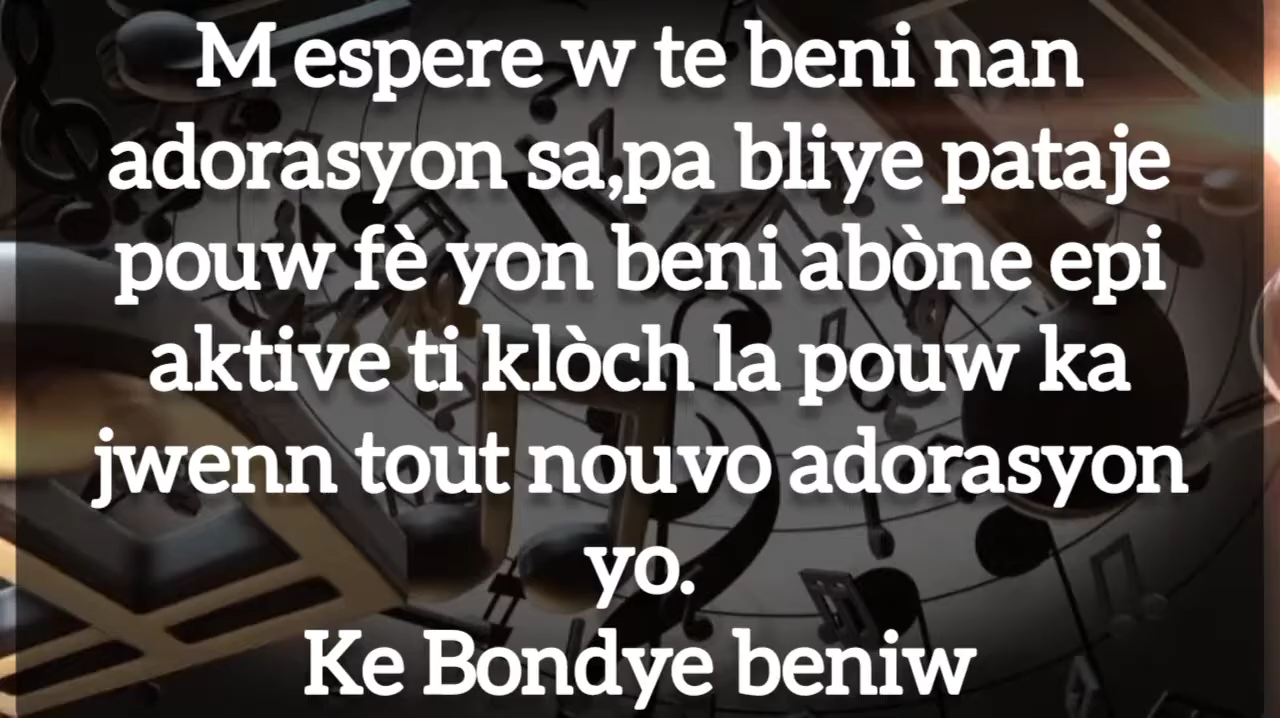 M espere w te beni nan
adorasyon sa,pa bliye pataje
pouw fè yon beni abòne epi
aktive ti klòch la pouw ka
jwenn tout nouvo adorasyon
yo.
Ke Bondye beniw